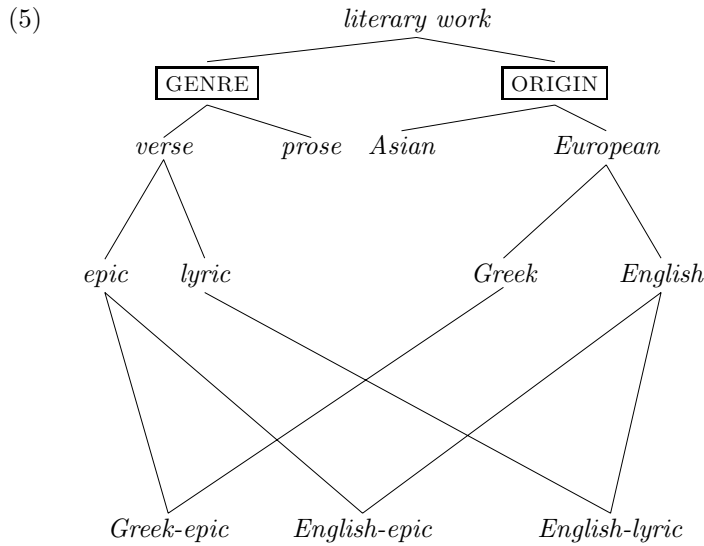 (5) literary work
GENRE ORIGIN
verse prose Asian European
epic lyric Greek English
Greek-epic English-epic English-lyric